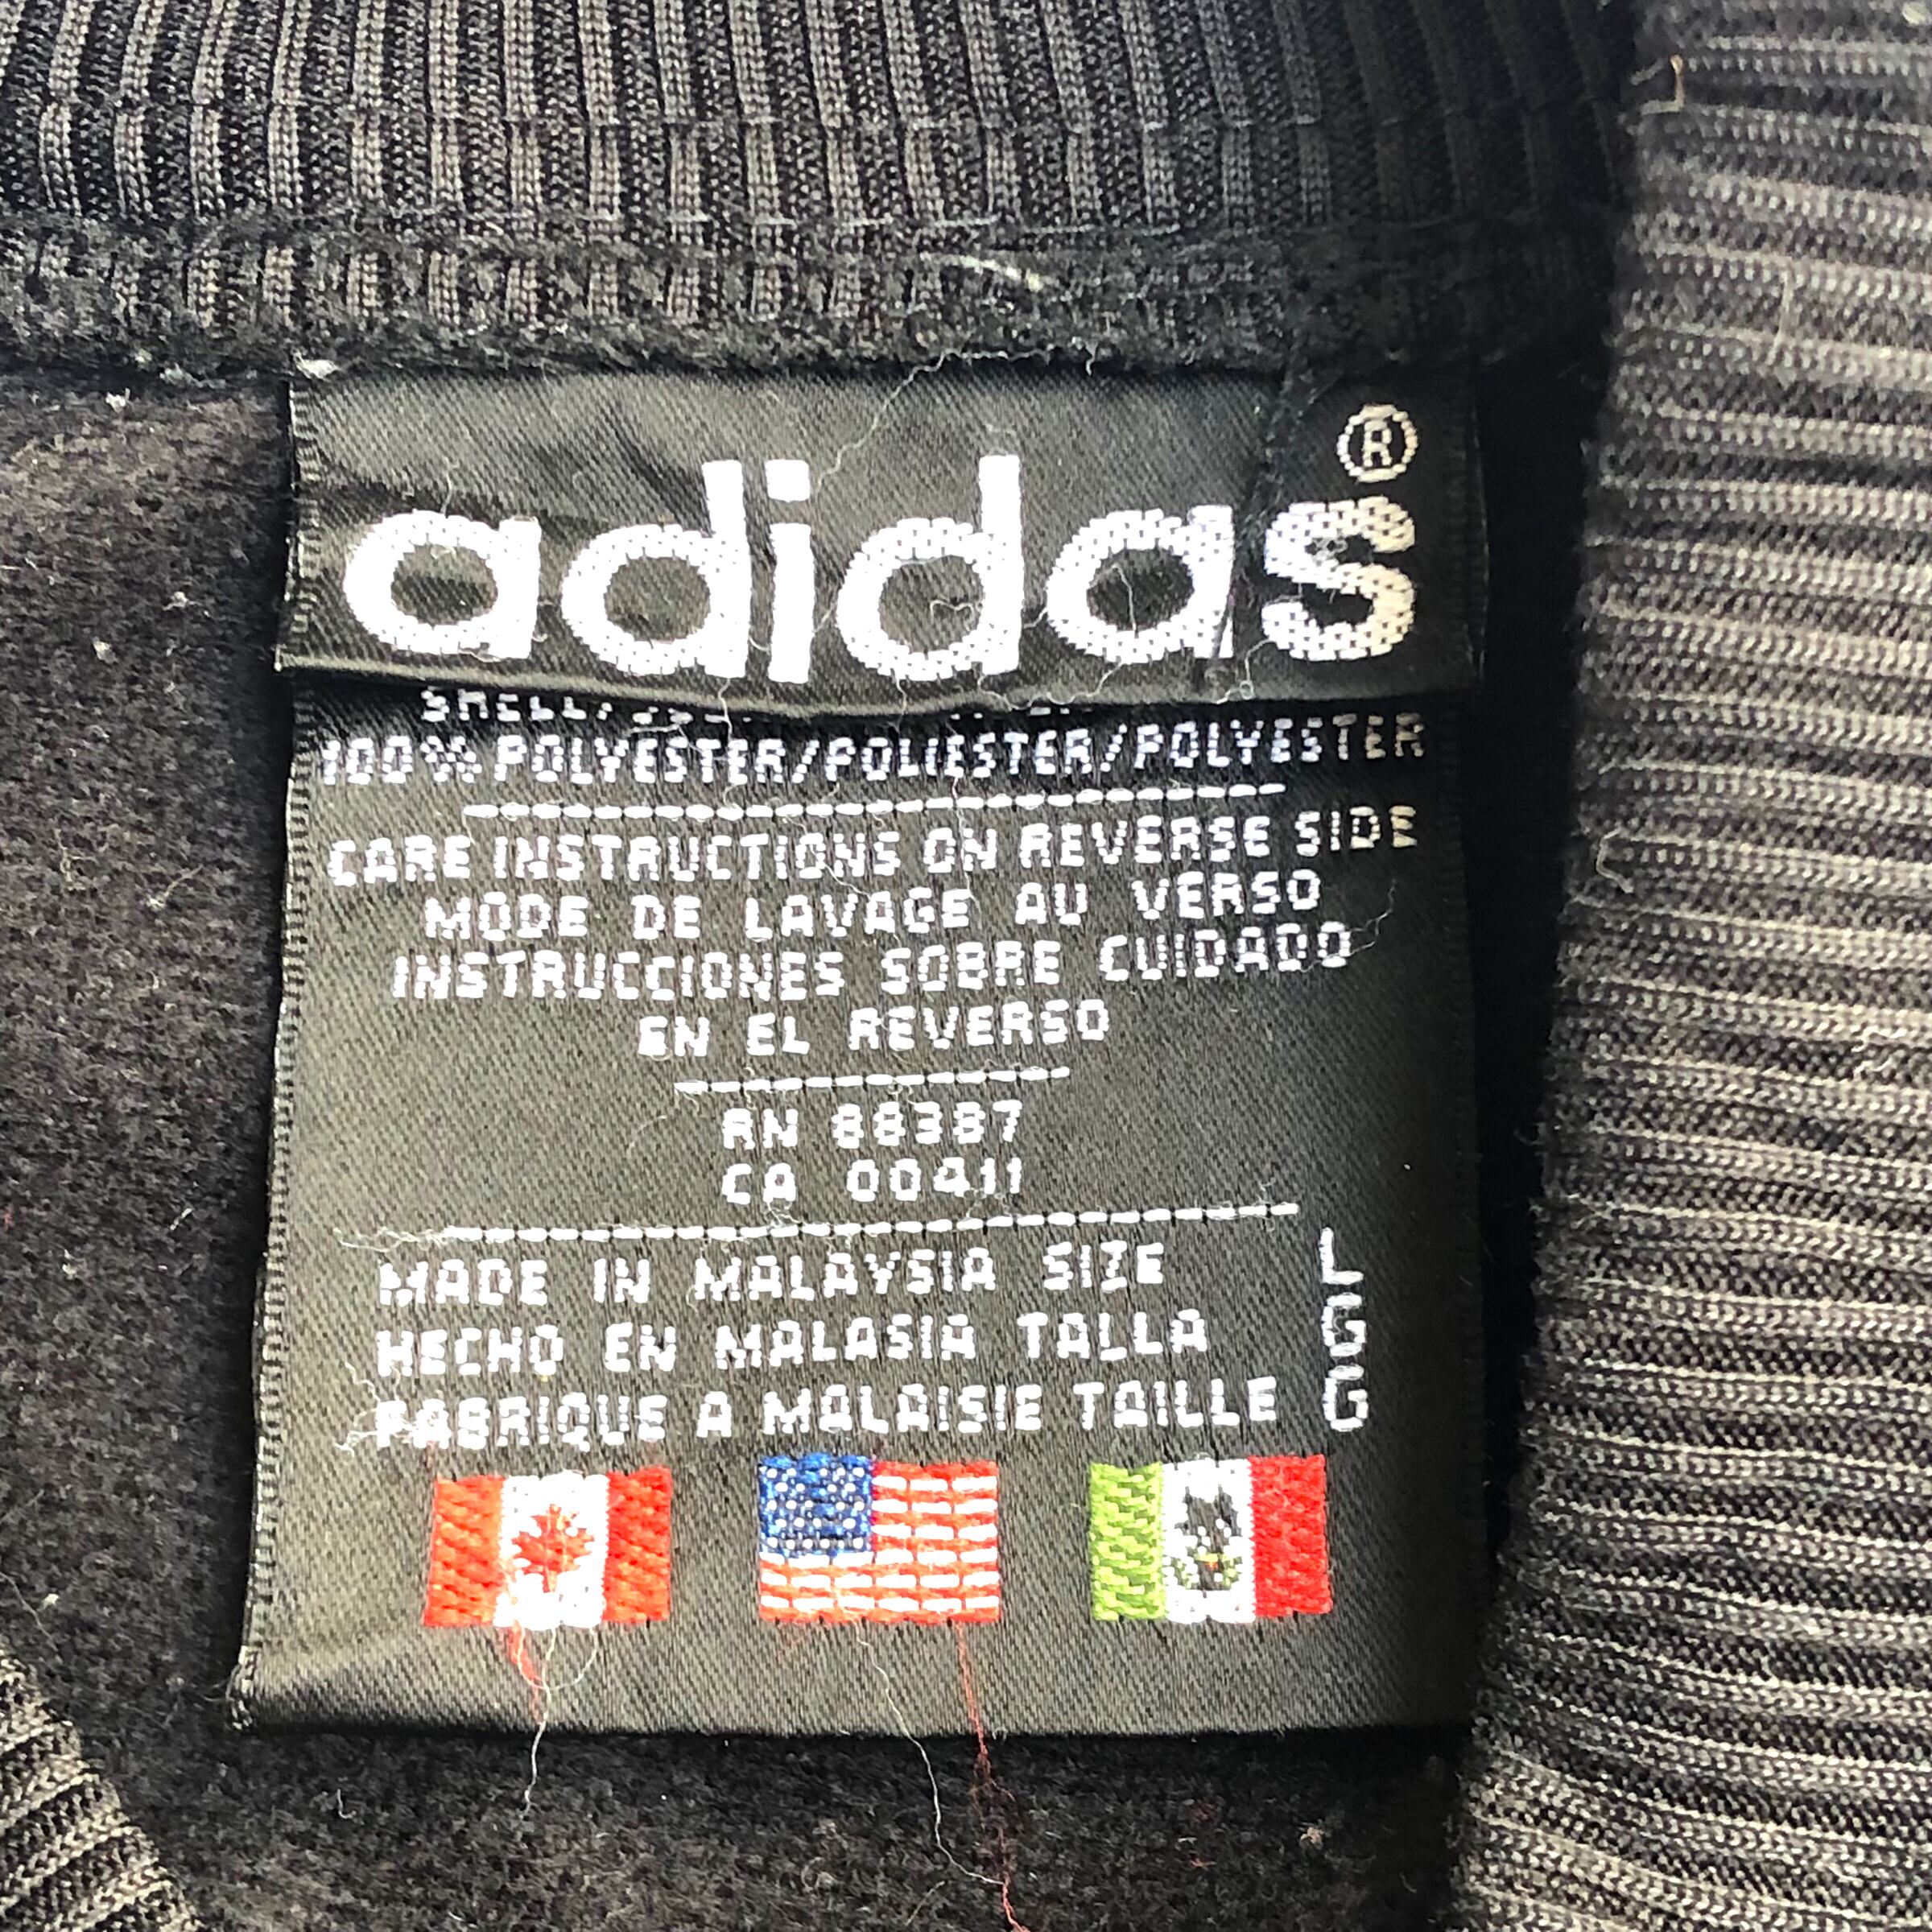 adidas®
100% POLYESTER/POLIESTER/POLYESTER
CARE INSTRUCTIONS ON REVERSE SIDE
MODE DE LAVAGE AU VERSO
INSTRUCCIONES SOBRE CUIDADO
EN EL REVERSO
RN 88387
CA 00411
MADE IN MALAYSIA SIZE L
HECHO EN MALASIA TALLA G
FABRIQUE A MALAISIE TAILLE G